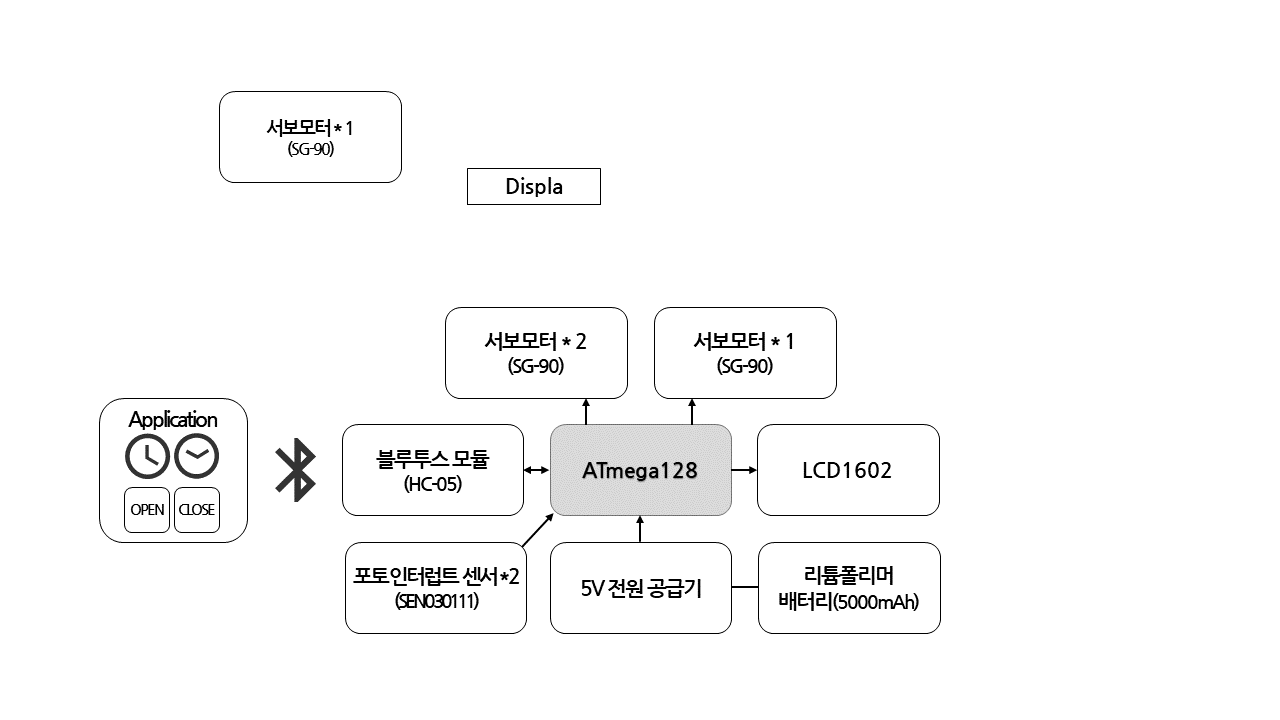 서보모터 * 1
(SG-90)
Displa
서보모터 * 2
(SG-90)
서보모터 * 1
(SG-90)
Application
OPEN
CLOSE
블루투스 모듈
(HC-05)
ATmega128
LCD1602
포토인터럽트 센서*2
(SEN030111)
5V 전원 공급기
리튬폴리머
배터리(5000mAh)